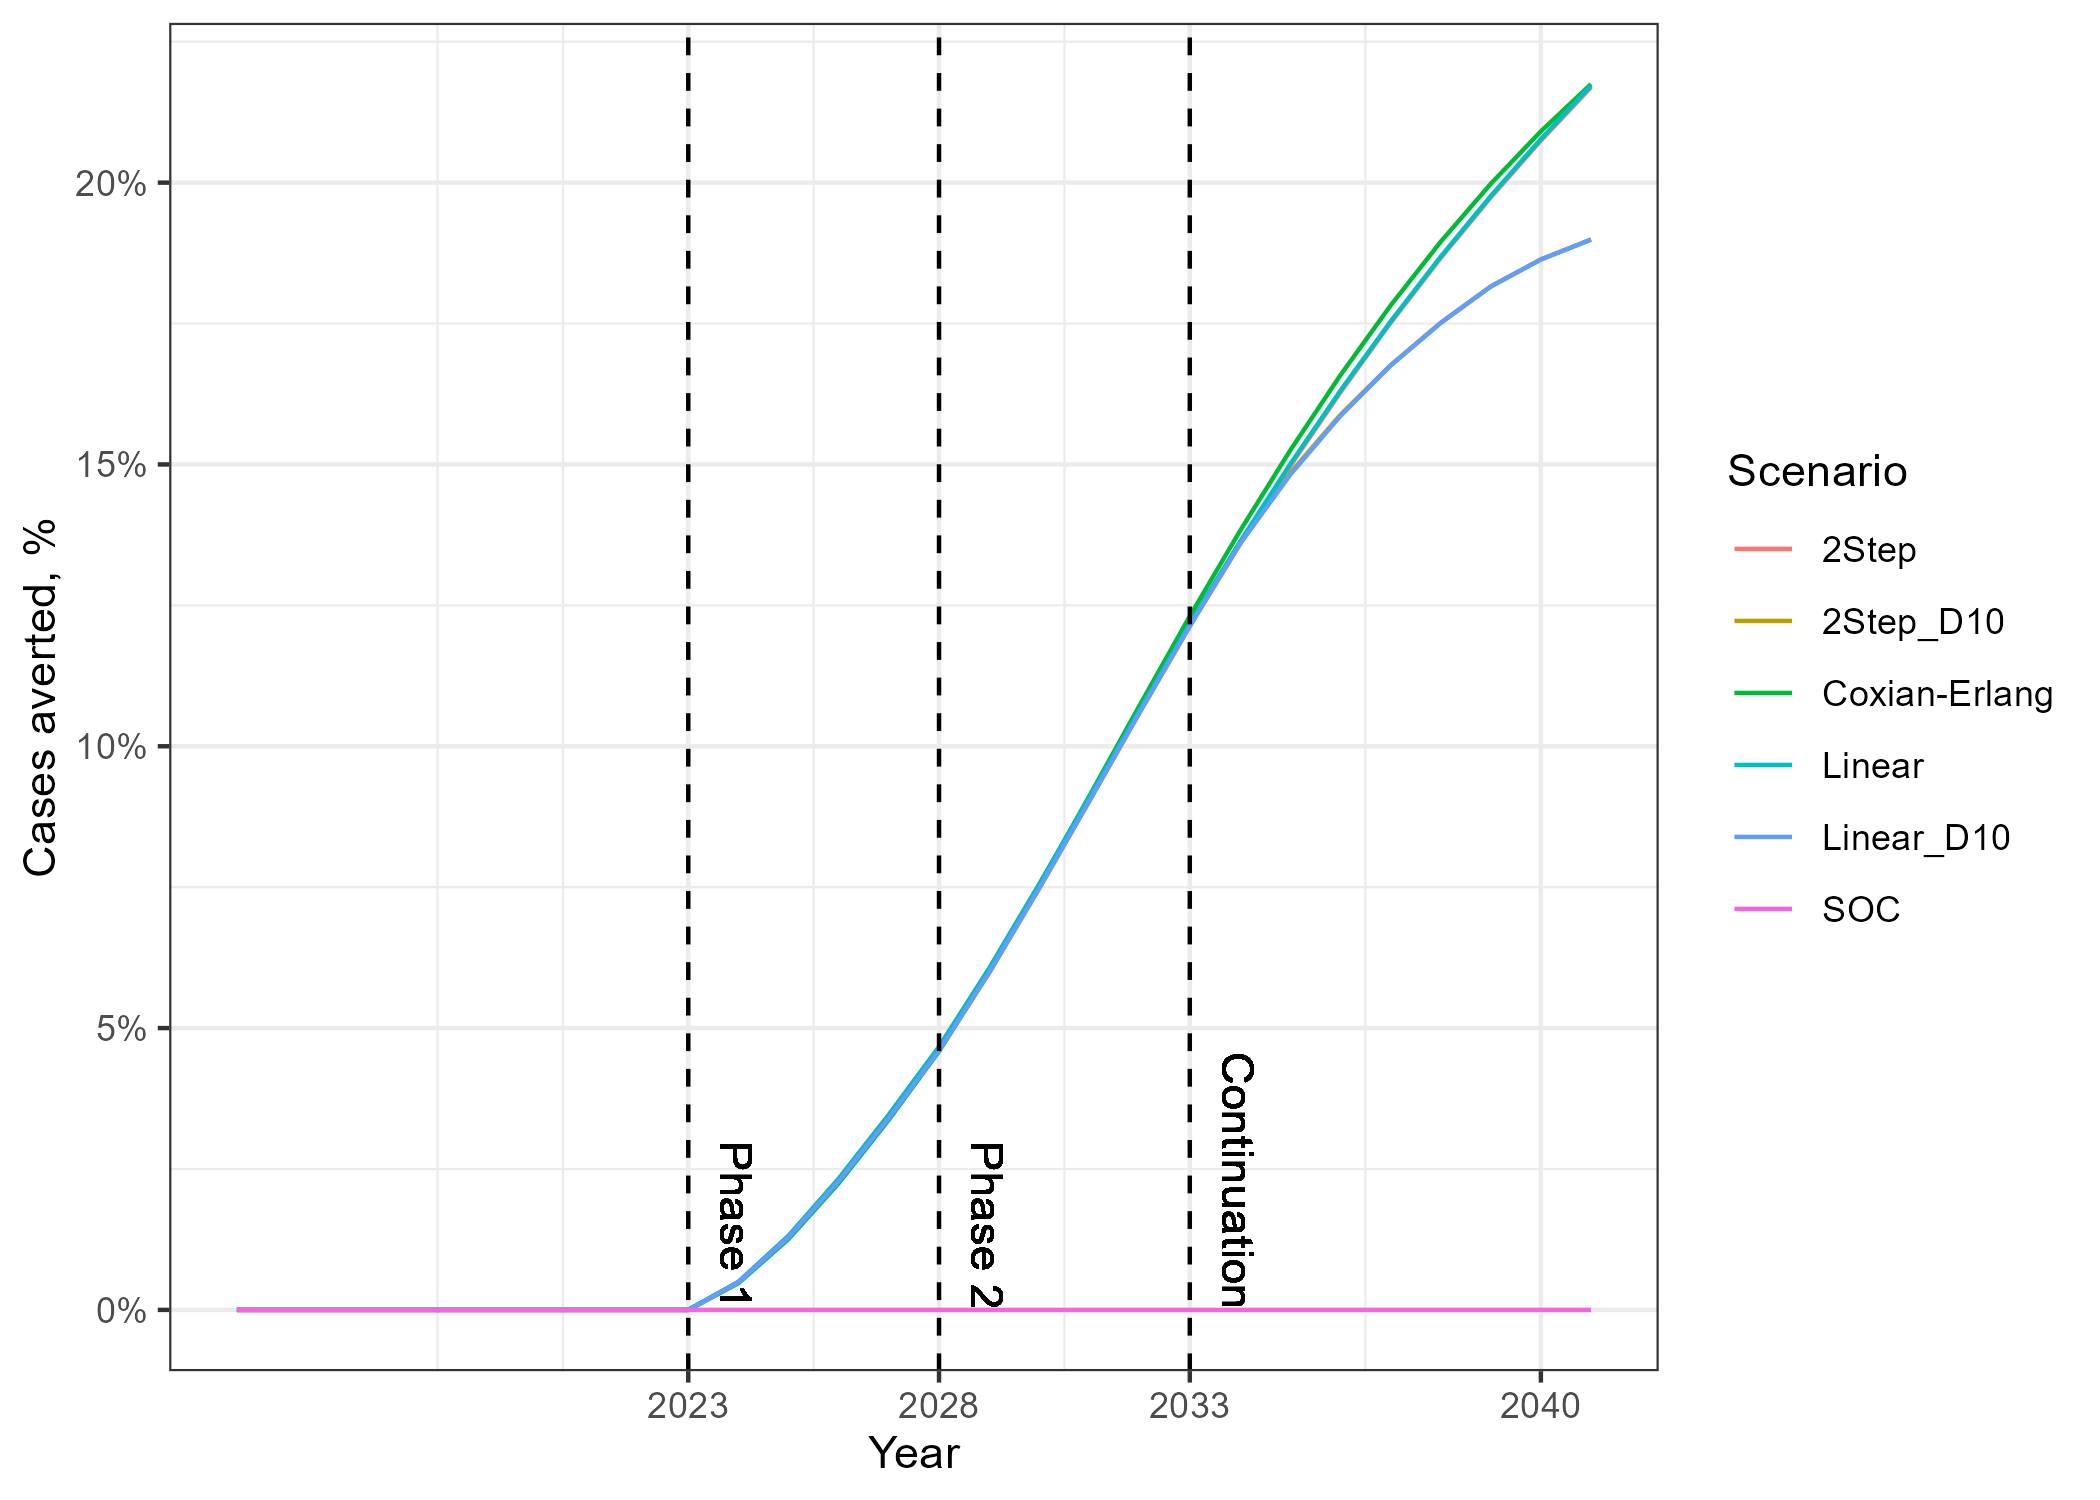 20%
15%
10%
5%
0%
Cases averted, %
Phase 1
Phase 2
Continuation
2023
2028
2033
2040
Year
Scenario
2Step
2Step_D10
Coxian-Erlang
Linear
Linear_D10
SOC